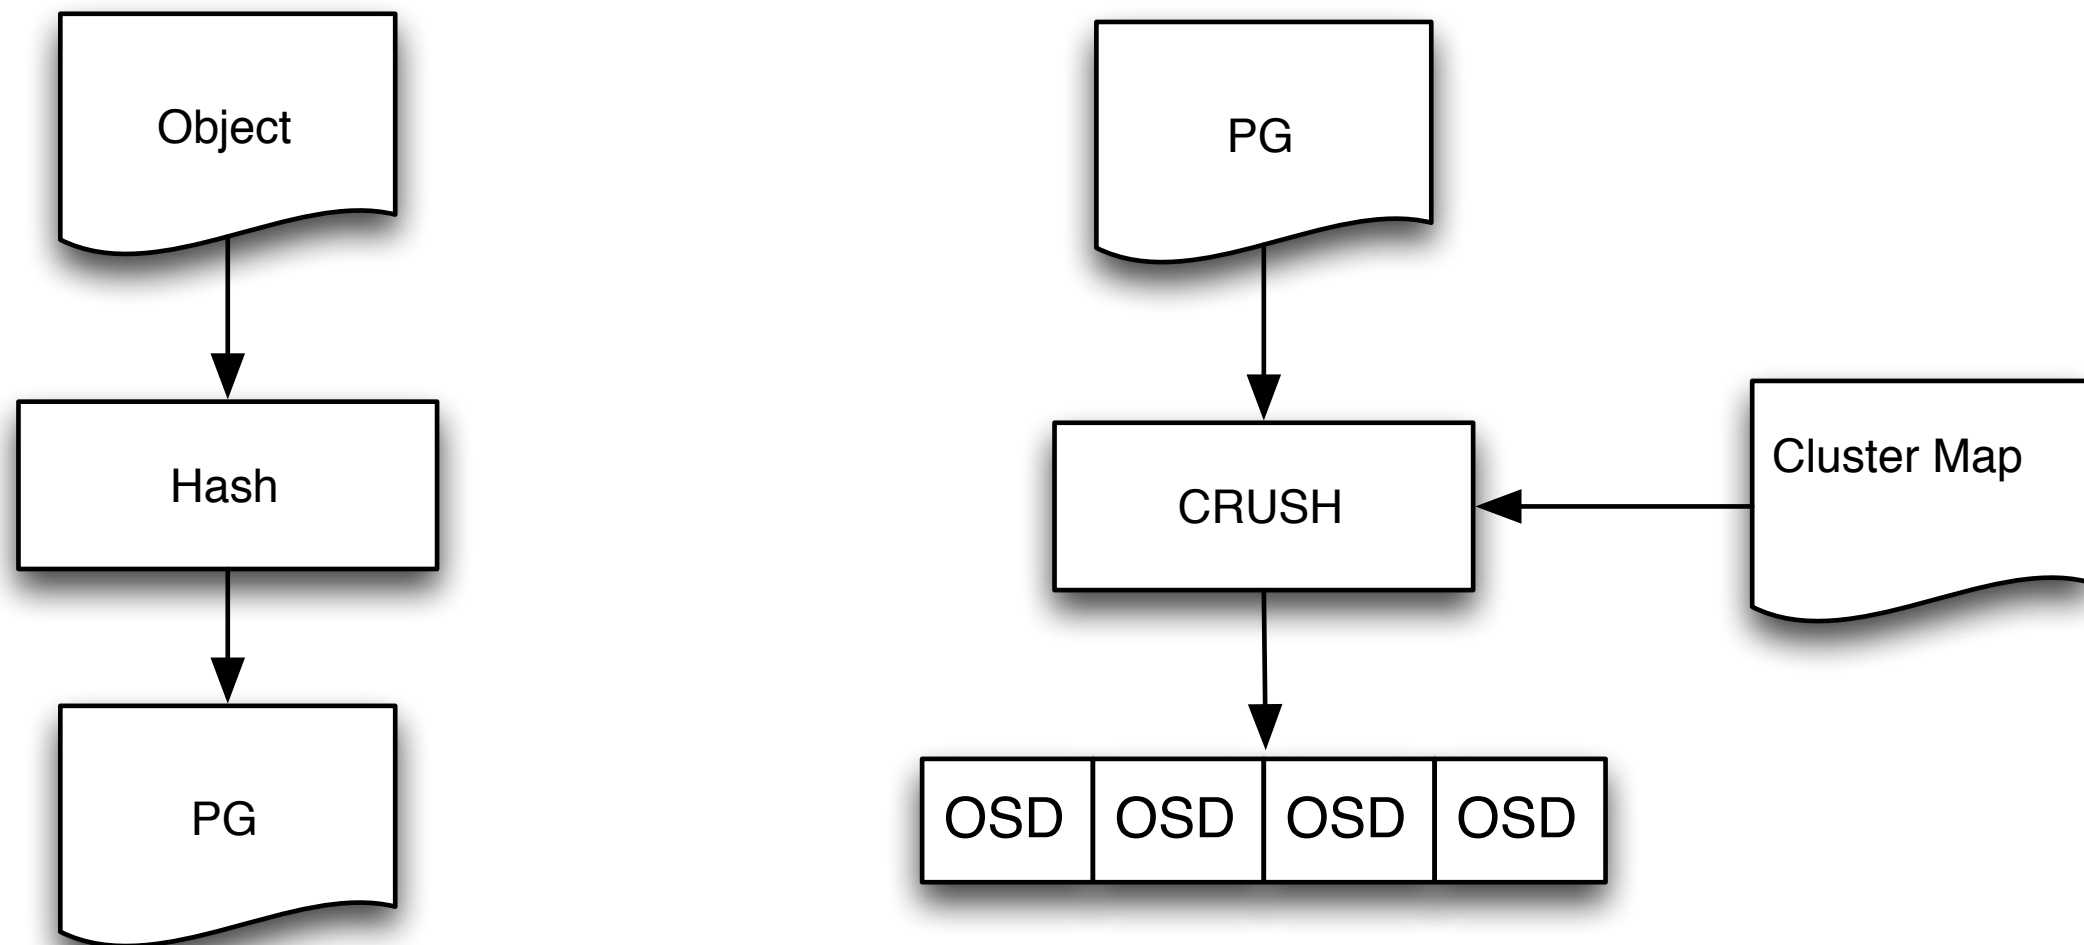 Object
Hash
PG
PG
CRUSH
Cluster Map
OSD OSD OSD OSD